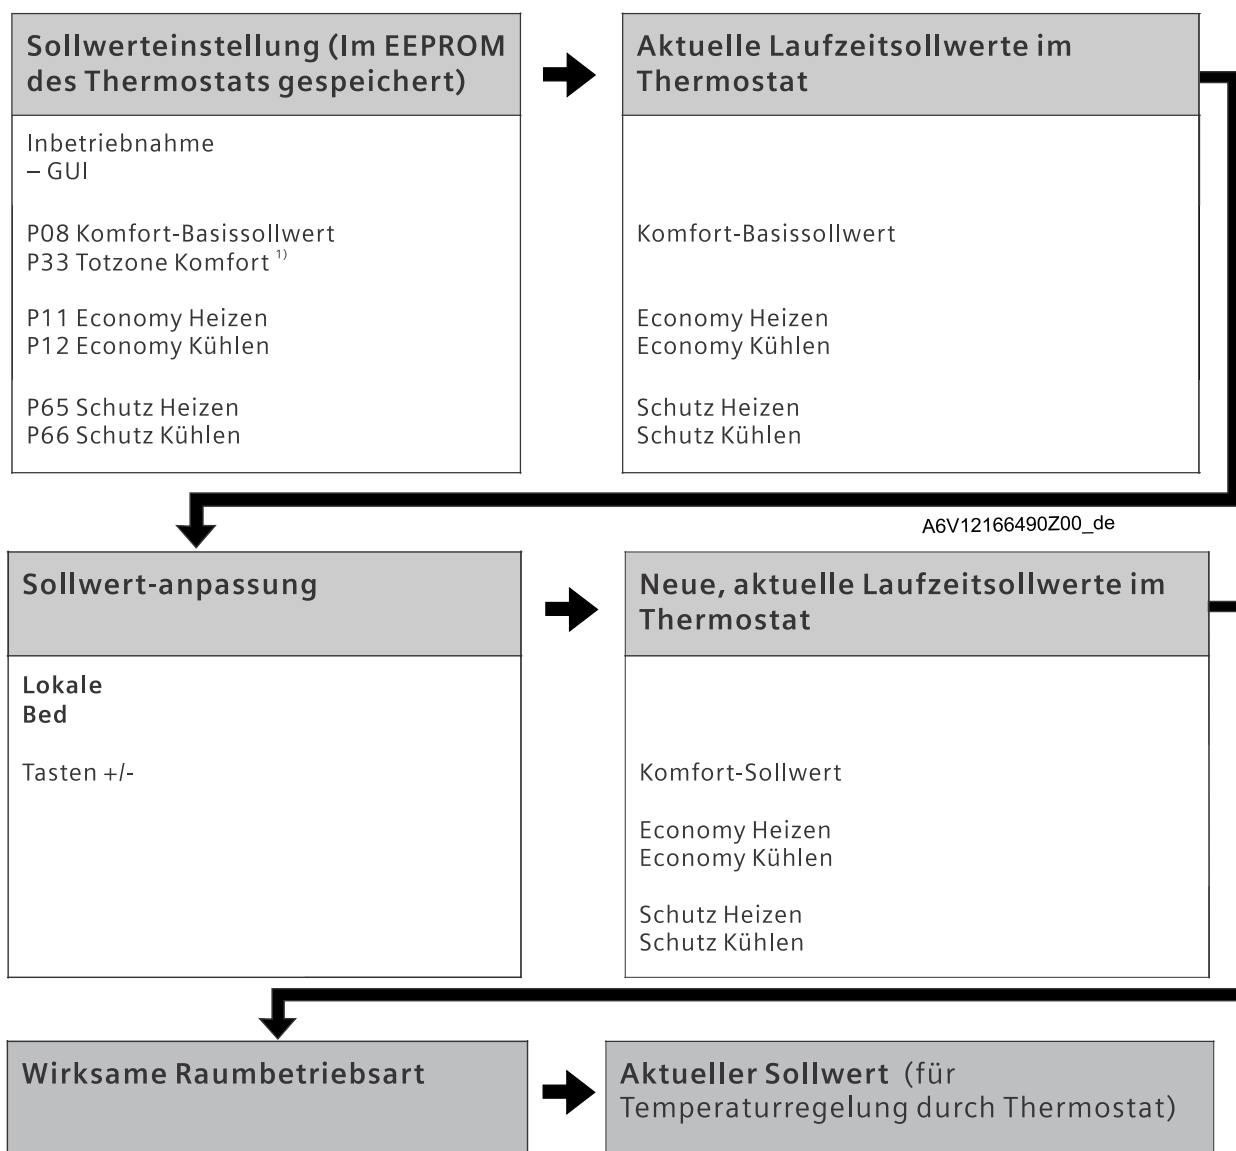 Sollwerteinstellung (Im EEPROM
des Thermostats gespeichert)
Inbetriebnahme
– GUI
P08 Komfort-Basissollwert
P33 Totzone Komfort 1)
P11 Economy Heizen
P12 Economy Kühlen
P65 Schutz Heizen
P66 Schutz Kühlen
Aktuelle Laufzeitsollwerte im
Thermostat
Komfort-Basissollwert
Economy Heizen
Economy Kühlen
Schutz Heizen
Schutz Kühlen
A6V12166490Z00_de
Sollwert-anpassung
Lokale
Bed
Tasten +/-
Neue, aktuelle Laufzeitsollwerte im
Thermostat
Komfort-Sollwert
Economy Heizen
Economy Kühlen
Schutz Heizen
Schutz Kühlen
Wirksame Raumbetriebsart
Aktueller Sollwert (für
Temperaturregelung durch Thermostat)